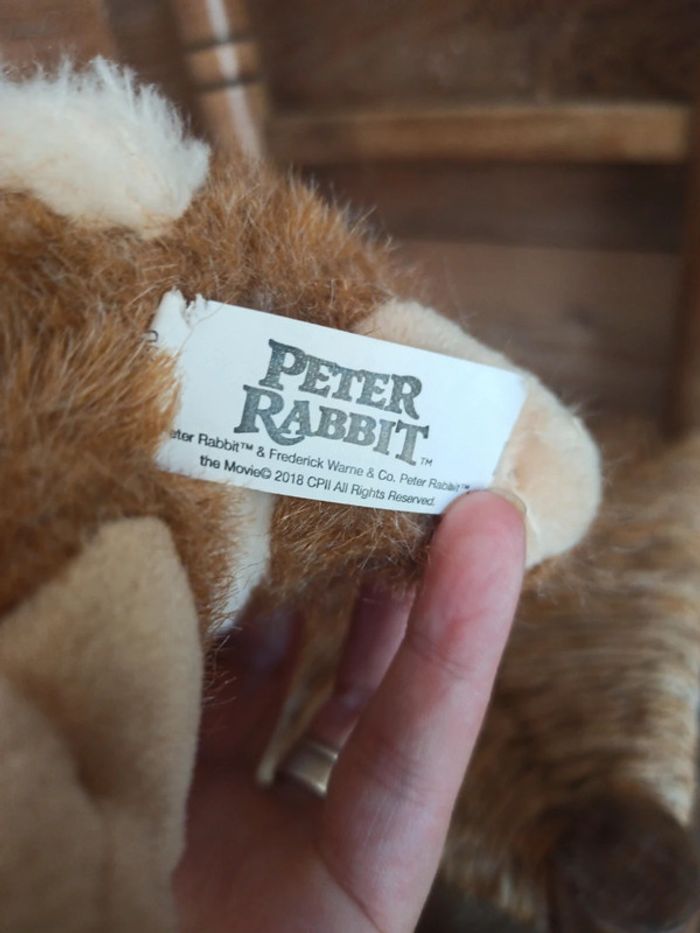 PETER
RABBIT™
eter Rabbit™ & Frederick Warne & Co. Peter Rabbit™
the Movie© 2018 CPII All Rights Reserved.